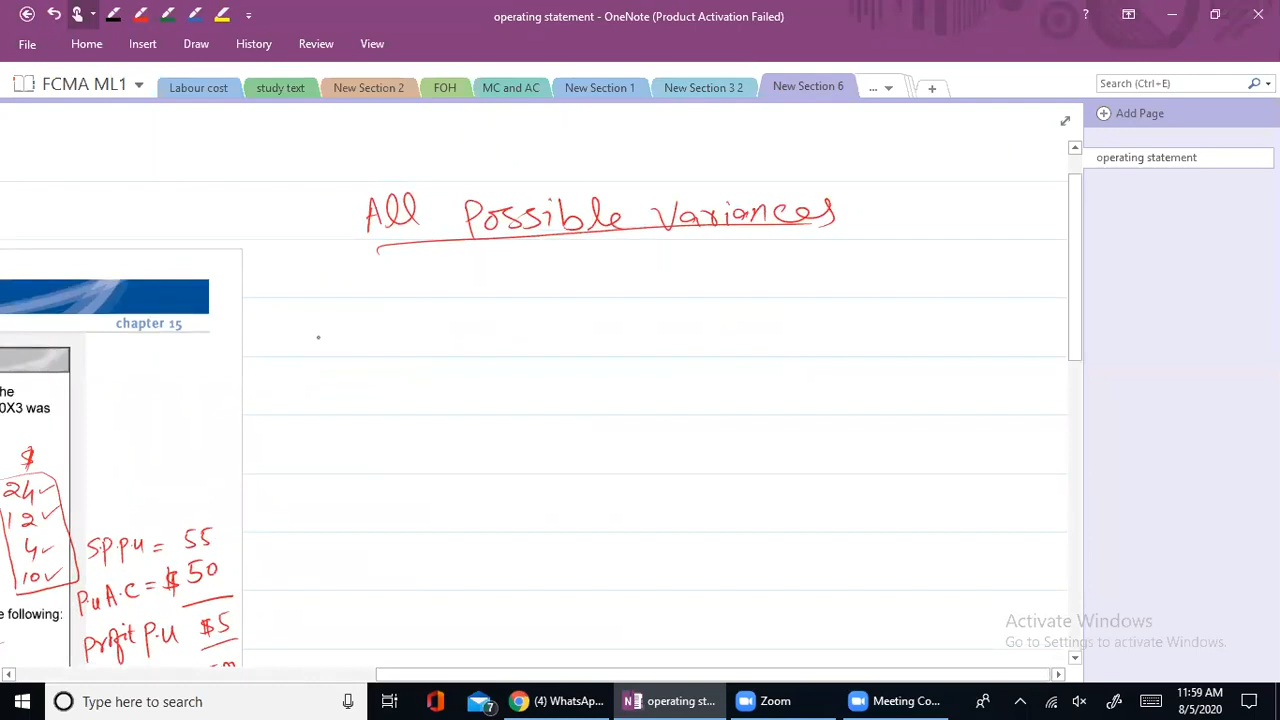 operating statement - OneNote (Product Activation Failed)
File Home Insert Draw History Review View
FCMA ML1 Labour cost study text New Section 2 FOH MC and AC New Section 1 New Section 3 2 New Section 6 ... Search (Ctrl+E)
Add Page
operating statement
All Possible Variances
chapter 15
he
0X3 was
$
24
12
4
10
S.P.P.U = 55
P.U A.C = $50
profit P.U $5
e following:
Activate Windows
Go to Settings to activate Windows.
Type here to search 7 (4) WhatsApp... operating st... Zoom Meeting Co... 11:59 AM
8/5/2020